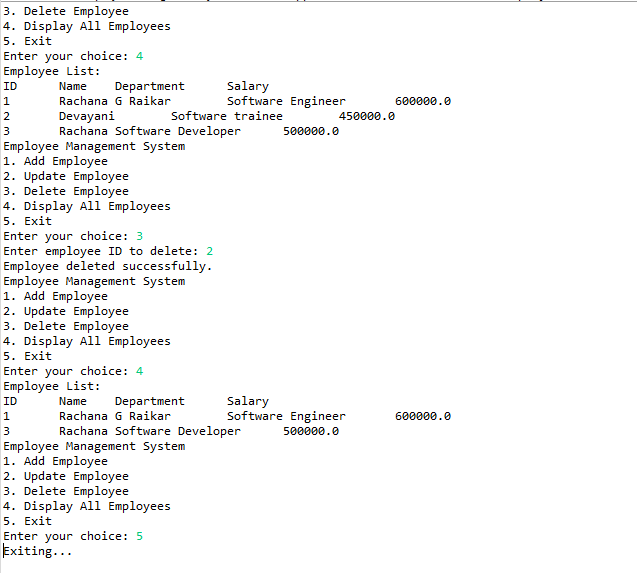 3. Delete Employee
4. Display All Employees
5. Exit
Enter your choice: 4
Employee List:
ID Name Department Salary
1 Rachana G Raikar Software Engineer 600000.0
2 Devayani Software trainee 450000.0
3 Rachana Software Developer 500000.0
Employee Management System
1. Add Employee
2. Update Employee
3. Delete Employee
4. Display All Employees
5. Exit
Enter your choice: 3
Enter employee ID to delete: 2
Employee deleted successfully.
Employee Management System
1. Add Employee
2. Update Employee
3. Delete Employee
4. Display All Employees
5. Exit
Enter your choice: 4
Employee List:
ID Name Department Salary
1 Rachana G Raikar Software Engineer 600000.0
3 Rachana Software Developer 500000.0
Employee Management System
1. Add Employee
2. Update Employee
3. Delete Employee
4. Display All Employees
5. Exit
Enter your choice: 5
Exiting...